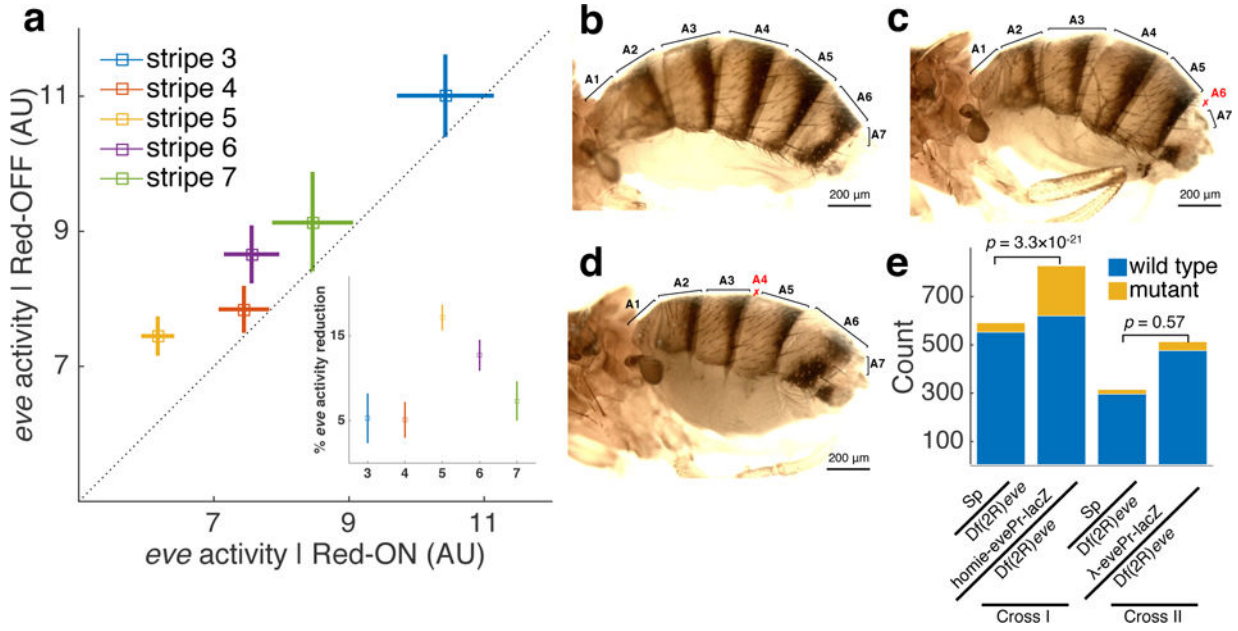 a
eve activity | Red-OFF (AU)
11
9
7
stripe 3
stripe 4
stripe 5
stripe 6
stripe 7
% eve activity reduction
15
5
3 4 5 6 7
7 9 11
eve activity | Red-ON (AU)
b
A1 A2 A3 A4 A5 A6 A7
200 µm
c
A1 A2 A3 A4 A5 A6 x A7
200 µm
d
A1 A2 A3 A4 x A5 A6 A7
200 µm
e
p = 3.3×10-21
wild type
mutant
p = 0.57
Count
700
500
300
100
Sp
Df(2R)eve
homie-evePr-lacZ
Df(2R)eve
Sp
Df(2R)eve
λ-evePr-lacZ
Df(2R)eve
Cross I
Cross II